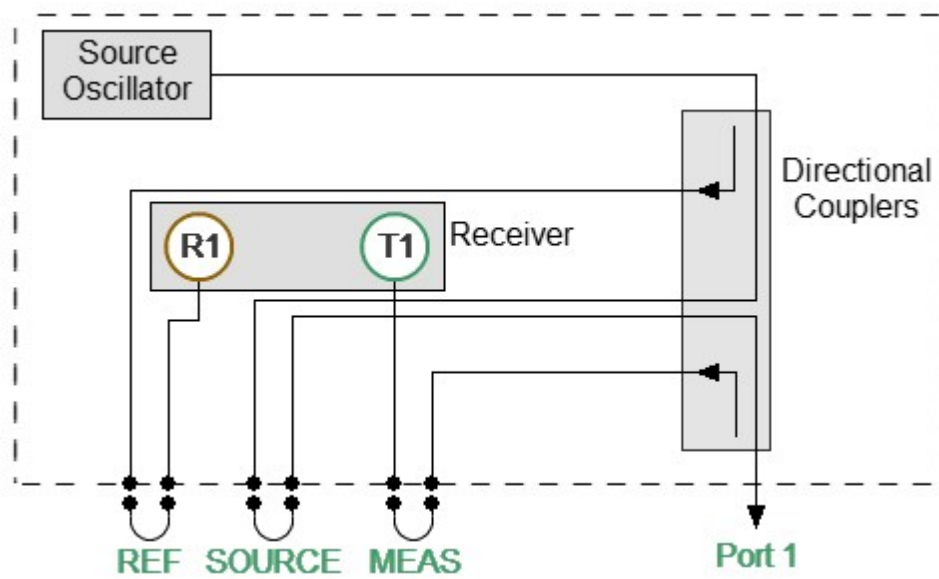 Source
Oscillator
Directional
Couplers
R1
T1
Receiver
REF
SOURCE
MEAS
Port 1